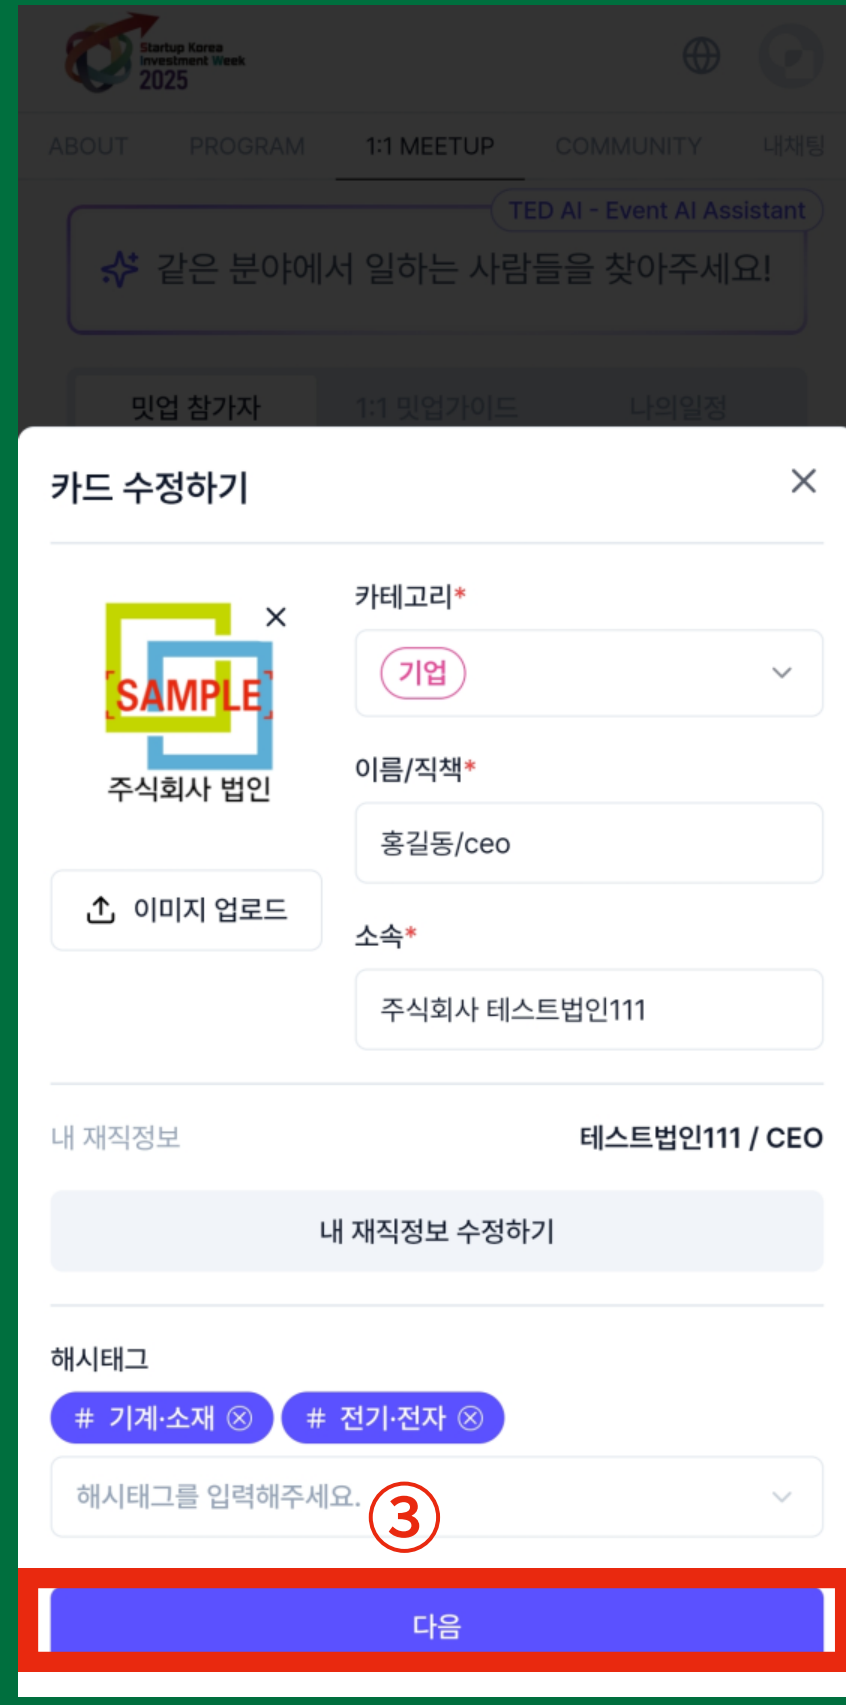 Startup Korea
Investment Week
2025
ABOUT PROGRAM 1:1 MEETUP COMMUNITY 내채팅
TED AI - Event AI Assistant
같은 분야에서 일하는 사람들을 찾아주세요!
밋업 참가자 1:1 밋업가이드 나의일정
카드 수정하기
SAMPLE
주식회사 법인
이미지 업로드
카테고리*
기업
이름/직책*
홍길동/ceo
소속*
주식회사 테스트법인111
내 재직정보 테스트법인111 / CEO
내 재직정보 수정하기
해시태그
# 기계·소재 # 전기·전자
해시태그를 입력해주세요.
③
다음